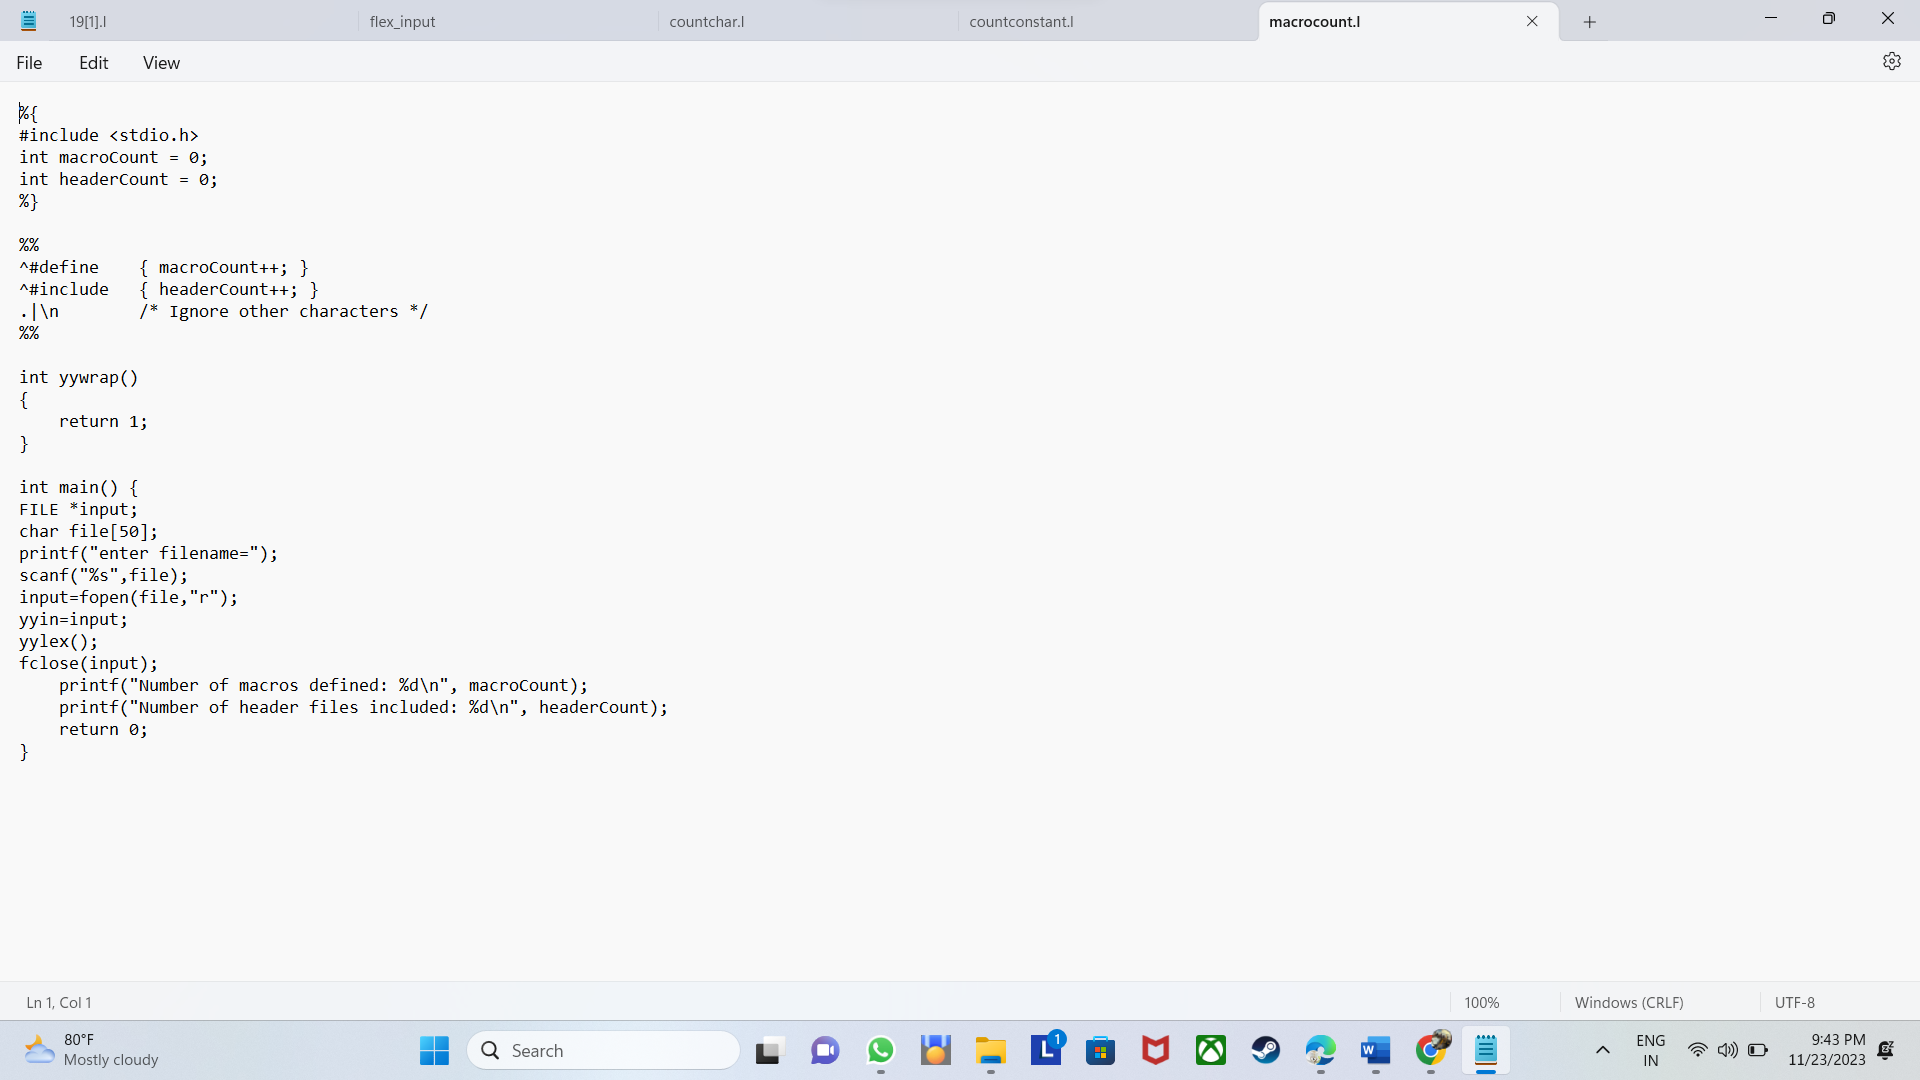 19[1].l
flex_input
countchar.l
countconstant.l
macrocount.l
File Edit View
%{
#include <stdio.h>
int macroCount = 0;
int headerCount = 0;
%}

%%
^#define    { macroCount++; }
^#include   { headerCount++; }
.|\n        /* Ignore other characters */
%%

int yywrap()
{
    return 1;
}

int main() {
FILE *input;
char file[50];
printf("enter filename=");
scanf("%s",file);
input=fopen(file,"r");
yyin=input;
yylex();
fclose(input);
    printf("Number of macros defined: %d\n", macroCount);
    printf("Number of header files included: %d\n", headerCount);
    return 0;
}
Ln 1, Col 1
100%
Windows (CRLF)
UTF-8
80°F
Mostly cloudy
Search
L
1
W
ENG
IN
9:43 PM
11/23/2023